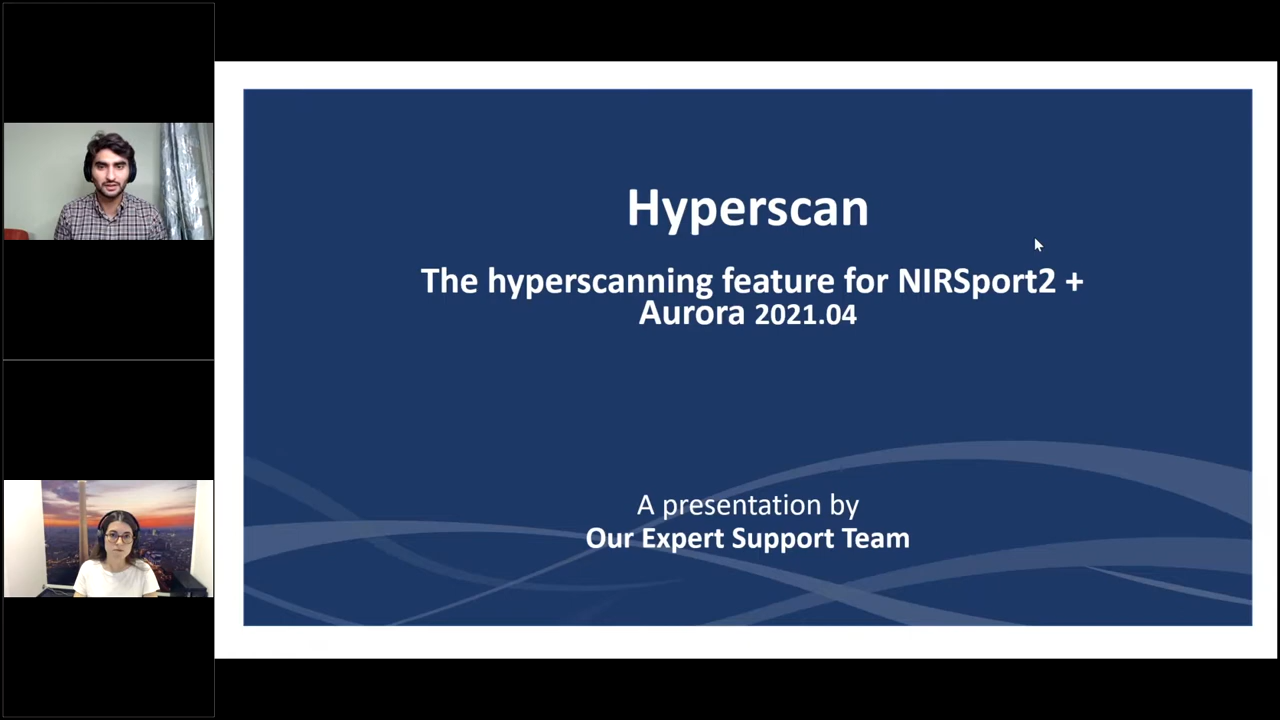 Hyperscan
The hyperscanning feature for NIRSport2 +
Aurora 2021.04
A presentation by
Our Expert Support Team